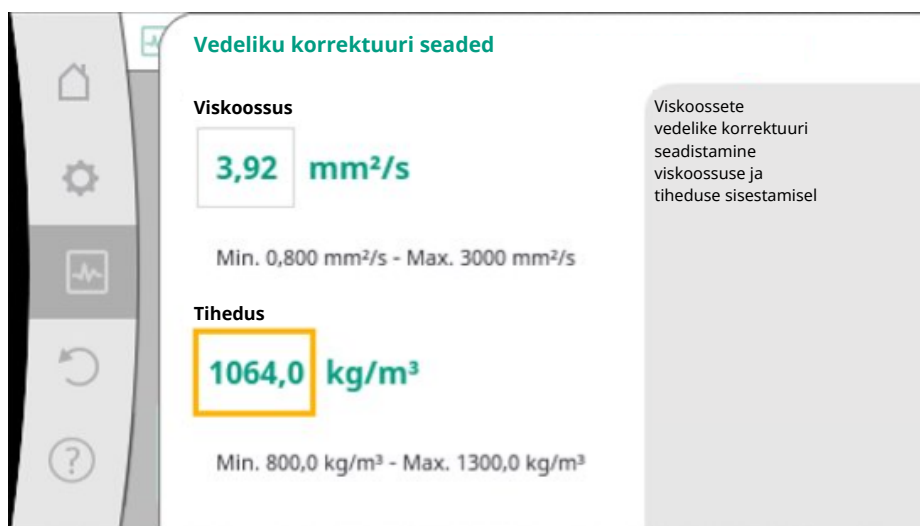 Vedeliku korrektuuri seaded
Viskoossus
3,92 mm²/s
Min. 0,800 mm²/s - Max. 3000 mm²/s
Tihedus
1064,0 kg/m³
Min. 800,0 kg/m³ - Max. 1300,0 kg/m³
Viskoossete
vedelike korrektuuri
seadistamine
viskoossuse ja
tiheduse sisestamisel